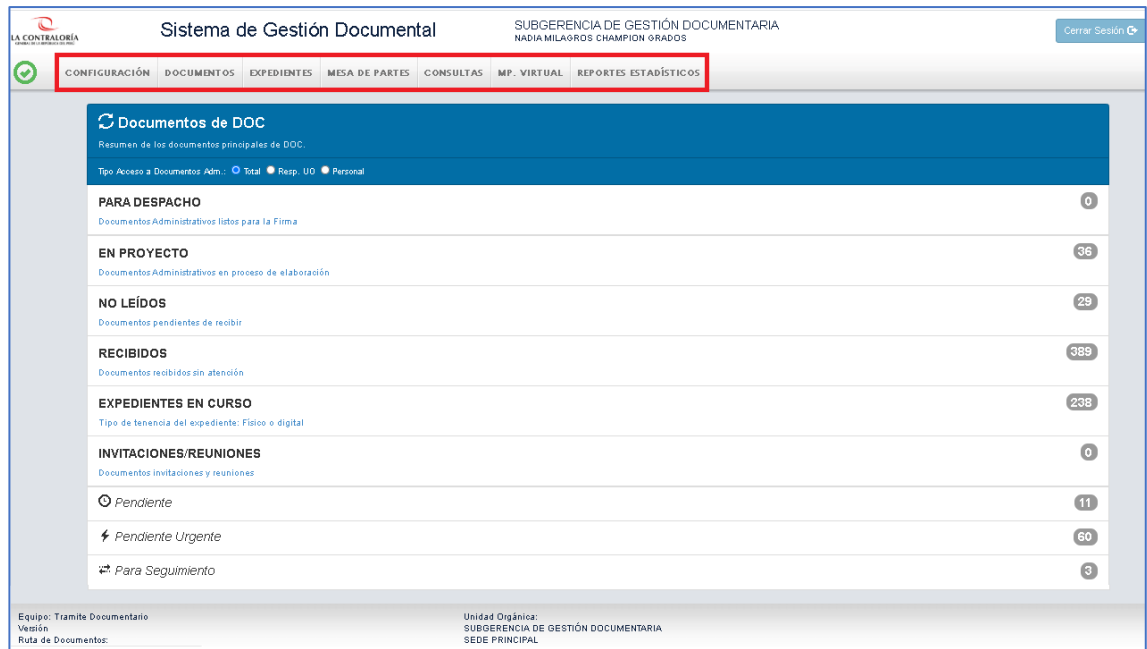 LA CONTRALORÍA
GENERAL DE LA REPÚBLICA DEL PERÚ
Sistema de Gestión Documental
SUBGERENCIA DE GESTIÓN DOCUMENTARIA
NADIA MILAGROS CHAMPION GRADOS
Cerrar Sesión
CONFIGURACIÓN DOCUMENTOS EXPEDIENTES MESA DE PARTES CONSULTAS MP. VIRTUAL REPORTES ESTADÍSTICOS
Documentos de DOC
Resumen de los documentos principales de DOC.
Tipo Acceso a Documentos Adm.: Total Resp. UO Personal
PARA DESPACHO 0
Documentos Administrativos listos para la Firma
EN PROYECTO 36
Documentos Administrativos en proceso de elaboración
NO LEÍDOS 29
Documentos pendientes de recibir
RECIBIDOS 389
Documentos recibidos sin atención
EXPEDIENTES EN CURSO 238
Tipo de tenencia del expediente: Físico o digital
INVITACIONES/REUNIONES 0
Documentos invitaciones y reuniones
Pendiente 11
Pendiente Urgente 60
Para Seguimiento 3
Equipo: Tramite Documentario
Versión
Ruta de Documentos:
Unidad Orgánica:
SUBGERENCIA DE GESTIÓN DOCUMENTARIA
SEDE PRINCIPAL